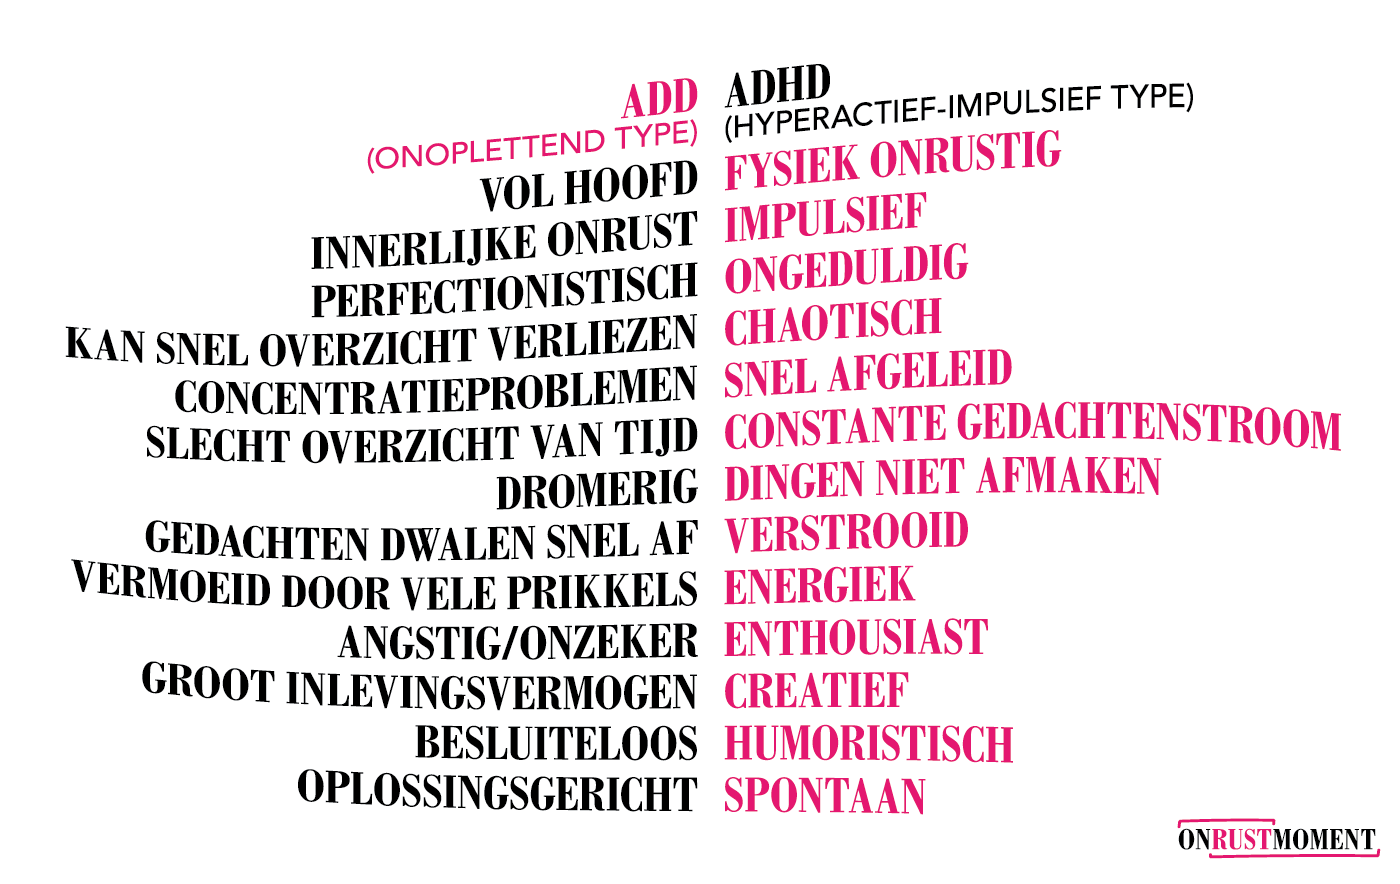 ADD
(ONOPLETTEND TYPE)
VOL HOOFD
INNERLIJKE ONRUST
PERFECTIONISTISCH
KAN SNEL OVERZICHT VERLIEZEN
CONCENTRATIEPROBLEMEN
SLECHT OVERZICHT VAN TIJD
DROMERIG
GEDACHTEN DWALEN SNEL AF
VERMOEID DOOR VELE PRIKKELS
ANGSTIG/ONZEKER
GROOT INLEVINGSVERMOGEN
BESLUITELOOS
OPLOSSINGSGERICHT
ADHD
(HYPERACTIEF-IMPULSIEF TYPE)
FYSIEK ONRUSTIG
IMPULSIEF
ONGEDULDIG
CHAOTISCH
SNEL AFGELEID
CONSTANTE GEDACHTENSTROOM
DINGEN NIET AFMAKEN
VERSTROOID
ENERGIEK
ENTHOUSIAST
CREATIEF
HUMORISTISCH
SPONTAAN
ONRUSTMOMENT